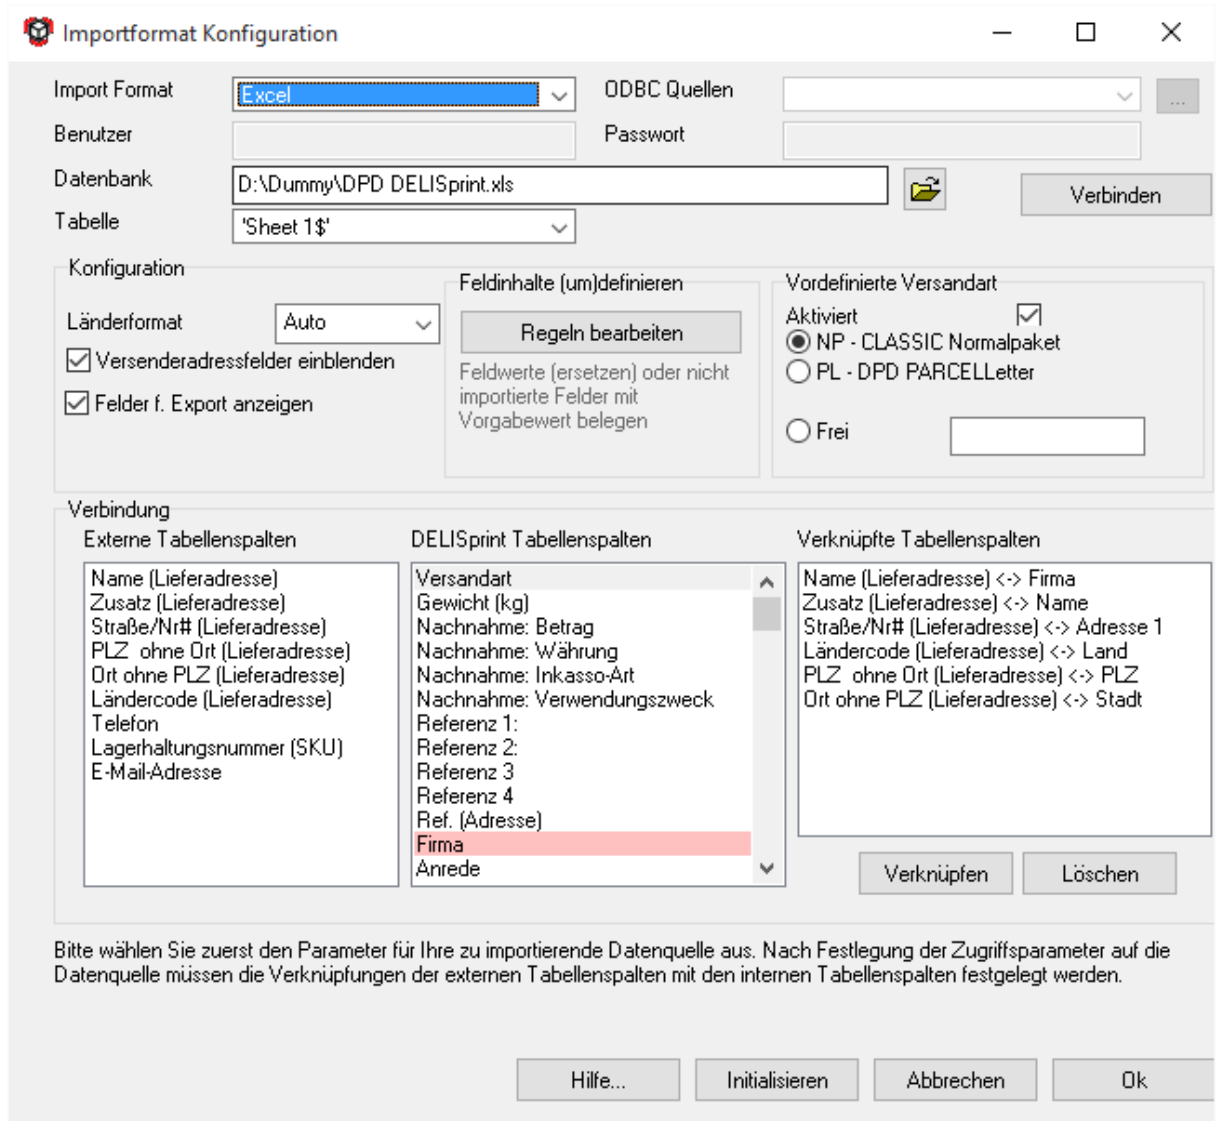 Importformat Konfiguration
Import Format
Excel
ODBC Quellen
...
Benutzer
Passwort
Datenbank
D:\Dummy\DPD DELISprint.xls
Verbinden
Tabelle
'Sheet 1$'
Konfiguration
Länderformat
Auto
Versenderadressfelder einblenden
Felder f. Export anzeigen
Feldinhalte (um)definieren
Regeln bearbeiten
Feldwerte (ersetzen) oder nicht
importierte Felder mit
Vorgabewert belegen
Vordefinierte Versandart
Aktiviert
NP - CLASSIC Normalpaket
PL - DPD PARCELLetter
Frei
Verbindung
Externe Tabellenspalten
Name (Lieferadresse)
Zusatz (Lieferadresse)
Straße/Nr# (Lieferadresse)
PLZ  ohne Ort (Lieferadresse)
Ort ohne PLZ (Lieferadresse)
Ländercode (Lieferadresse)
Telefon
Lagerhaltungsnummer (SKU)
E-Mail-Adresse
DELISprint Tabellenspalten
Versandart
Gewicht (kg)
Nachnahme: Betrag
Nachnahme: Währung
Nachnahme: Inkasso-Art
Nachnahme: Verwendungszweck
Referenz 1:
Referenz 2:
Referenz 3
Referenz 4
Ref. (Adresse)
Firma
Anrede
Verknüpfte Tabellenspalten
Name (Lieferadresse) <-> Firma
Zusatz (Lieferadresse) <-> Name
Straße/Nr# (Lieferadresse) <-> Adresse 1
Ländercode (Lieferadresse) <-> Land
PLZ  ohne Ort (Lieferadresse) <-> PLZ
Ort ohne PLZ (Lieferadresse) <-> Stadt
Verknüpfen
Löschen
Bitte wählen Sie zuerst den Parameter für Ihre zu importierende Datenquelle aus. Nach Festlegung der Zugriffsparameter auf die
Datenquelle müssen die Verknüpfungen der externen Tabellenspalten mit den internen Tabellenspalten festgelegt werden.
Hilfe...
Initialisieren
Abbrechen
Ok